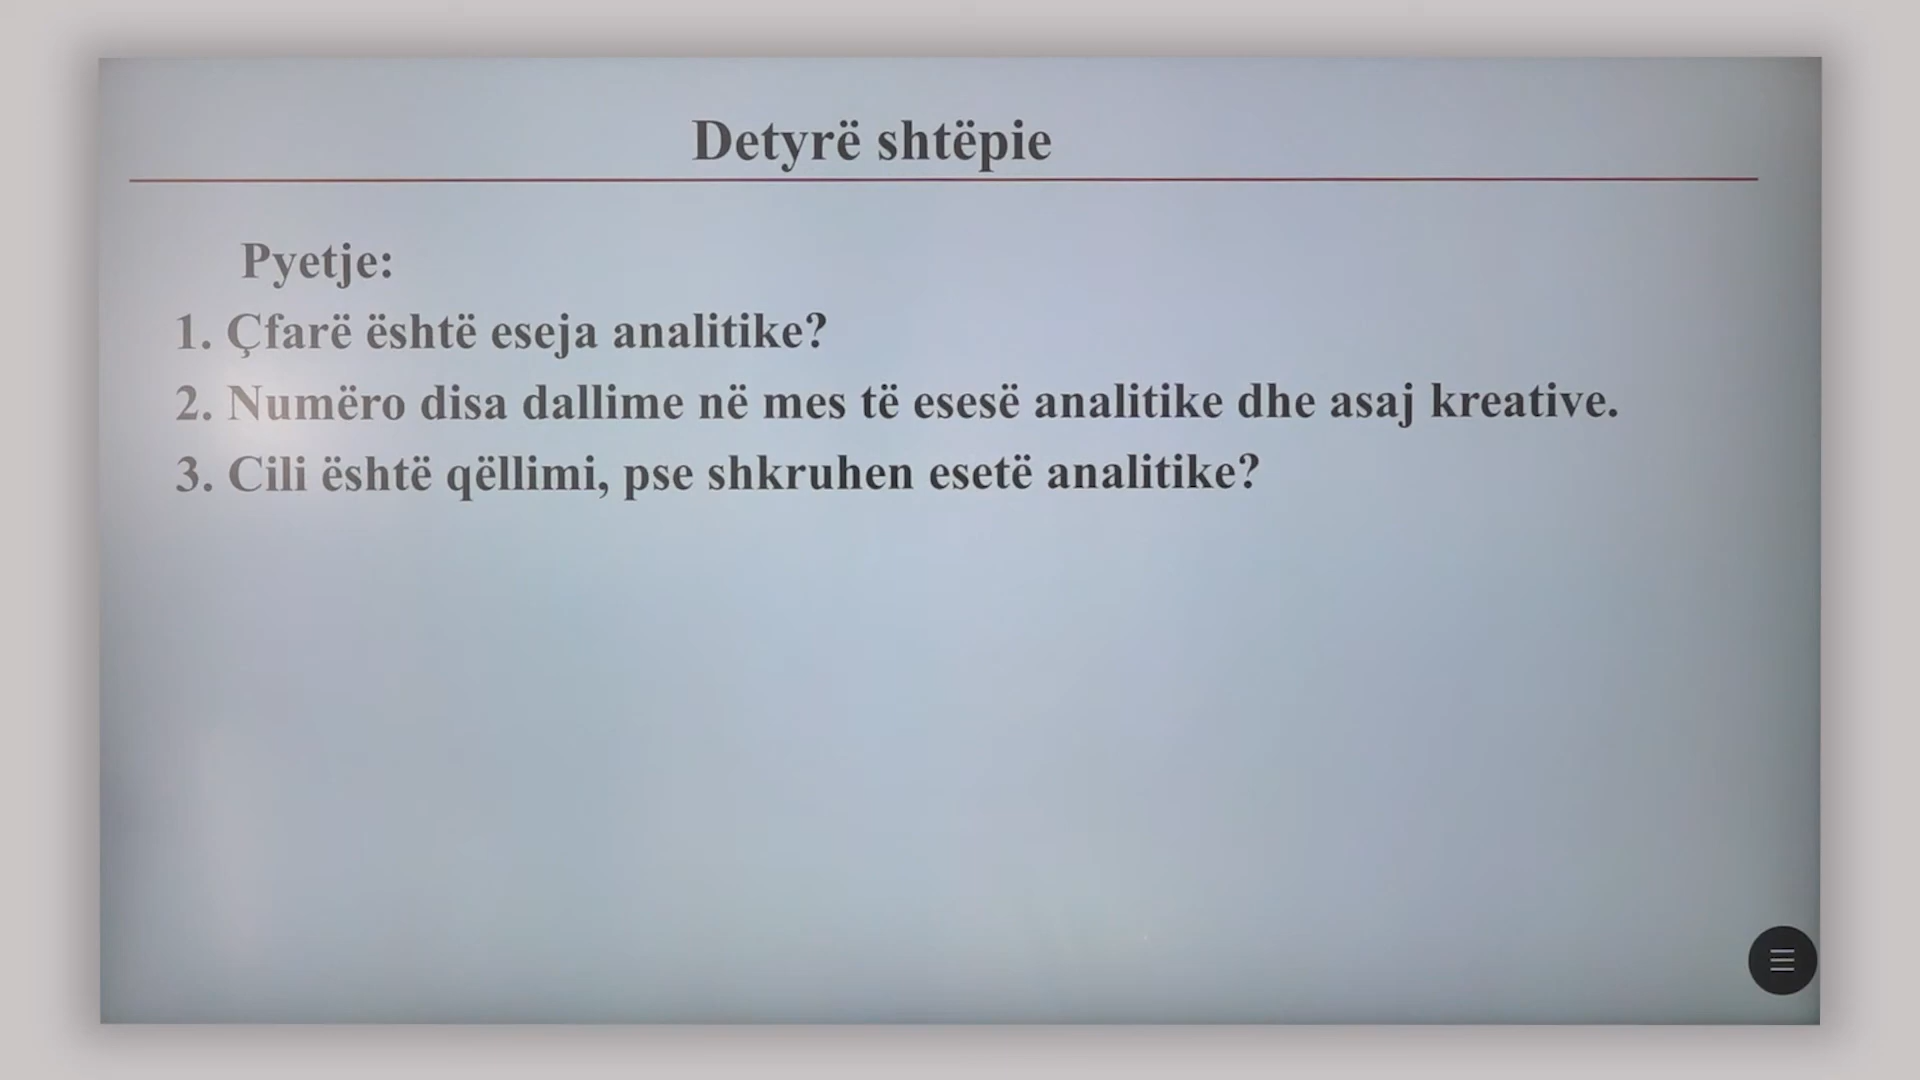 Detyrë shtëpie
Pyetje:
1. Çfarë është eseja analitike?
2. Numëro disa dallime në mes të esesë analitike dhe asaj kreative.
3. Cili është qëllimi, pse shkruhen esetë analitike?